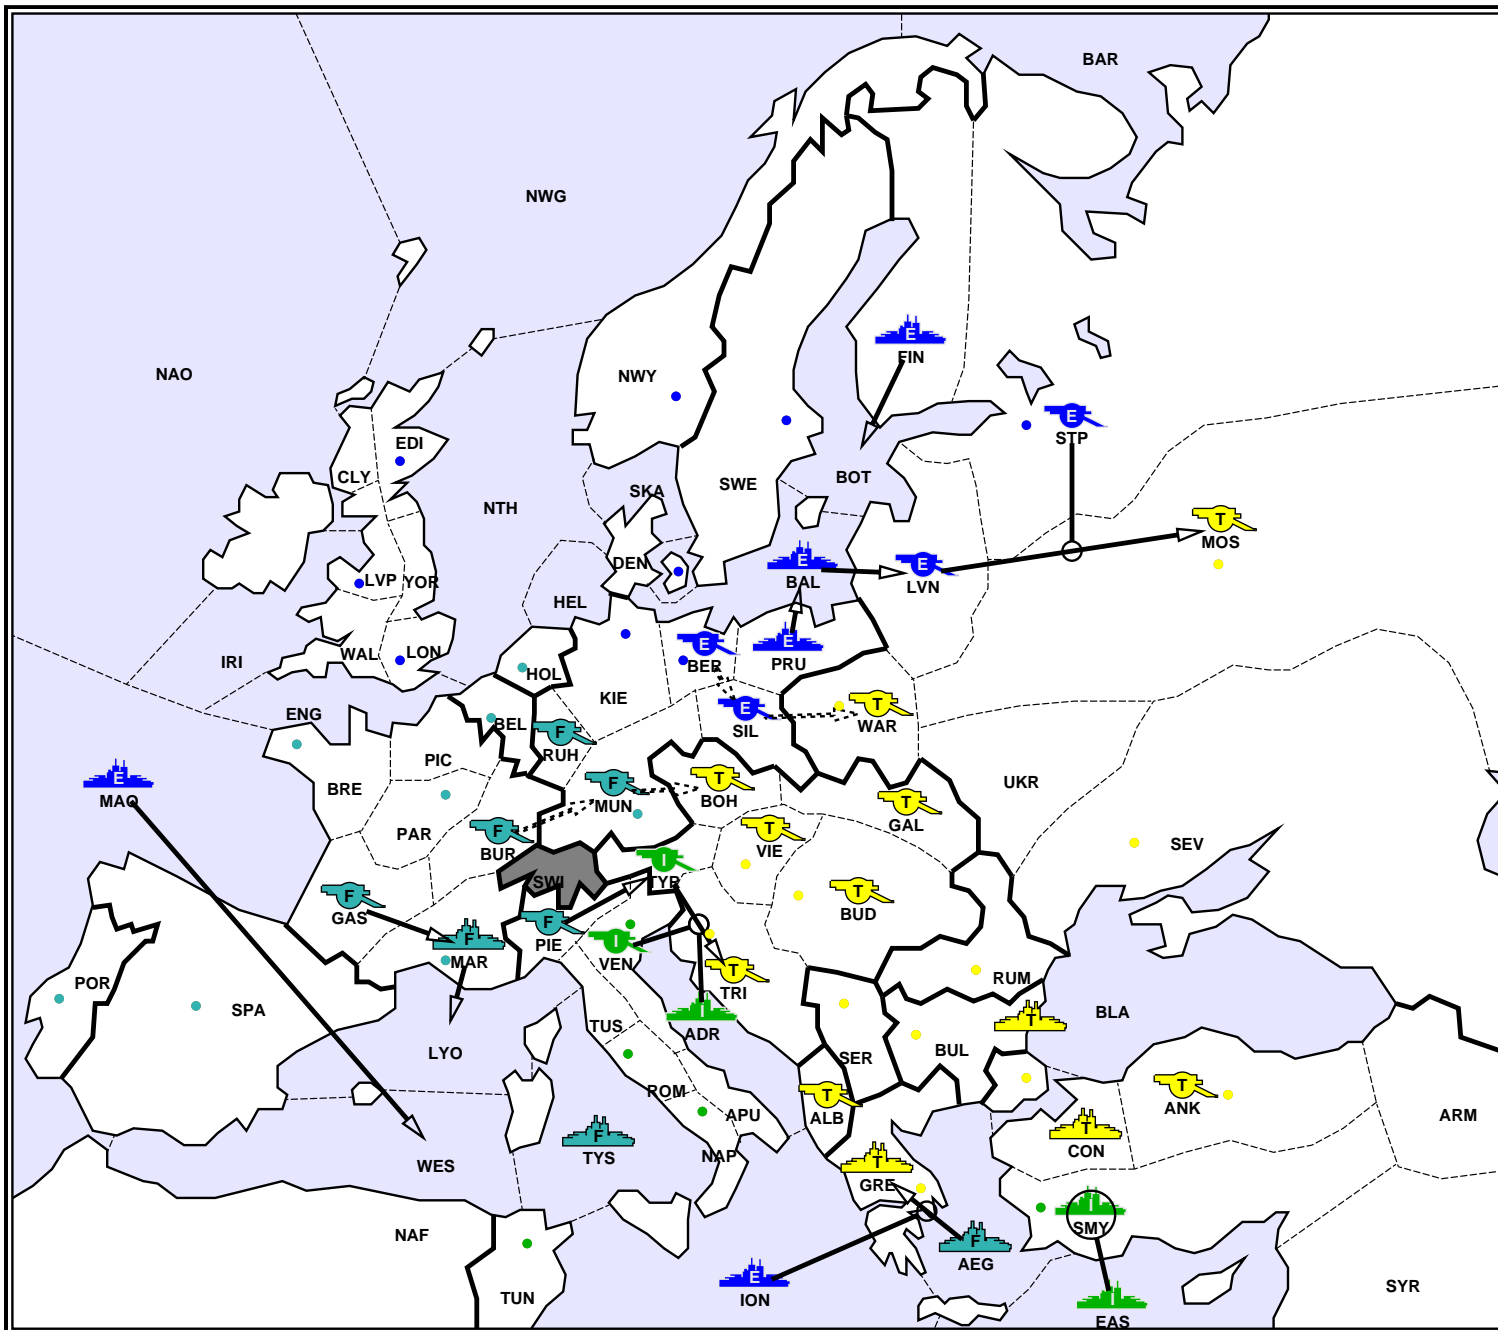 BAR
NWG
E
FIN
NAO
NWY
E
STP
EDI
CLY
SWE
BOT
SKA
NTH
T
MOS
DEN
E
BAL
E
LVN
LVP
YOR
HEL
E
BER
E
PRU
IRI
WAL
LON
HOL
KIE
ENG
BEL
F
RUH
E
SIL
T
WAR
E
MAO
PIC
BRE
F
MUN
T
BOH
UKR
T
GAL
PAR
F
BUR
T
VIE
SEV
SWI
I
TYR
F
GAS
T
BUD
F
PIE
I
VEN
F
MAR
T
TRI
RUM
POR
SPA
I
ADR
T
BLA
TUS
LYO
SER
BUL
ROM
APU
T
ALB
T
ANK
ARM
F
TYS
T
CON
WES
NAP
T
GRE
I
SMY
NAF
F
AEG
E
ION
TUN
SYR
I
EAS